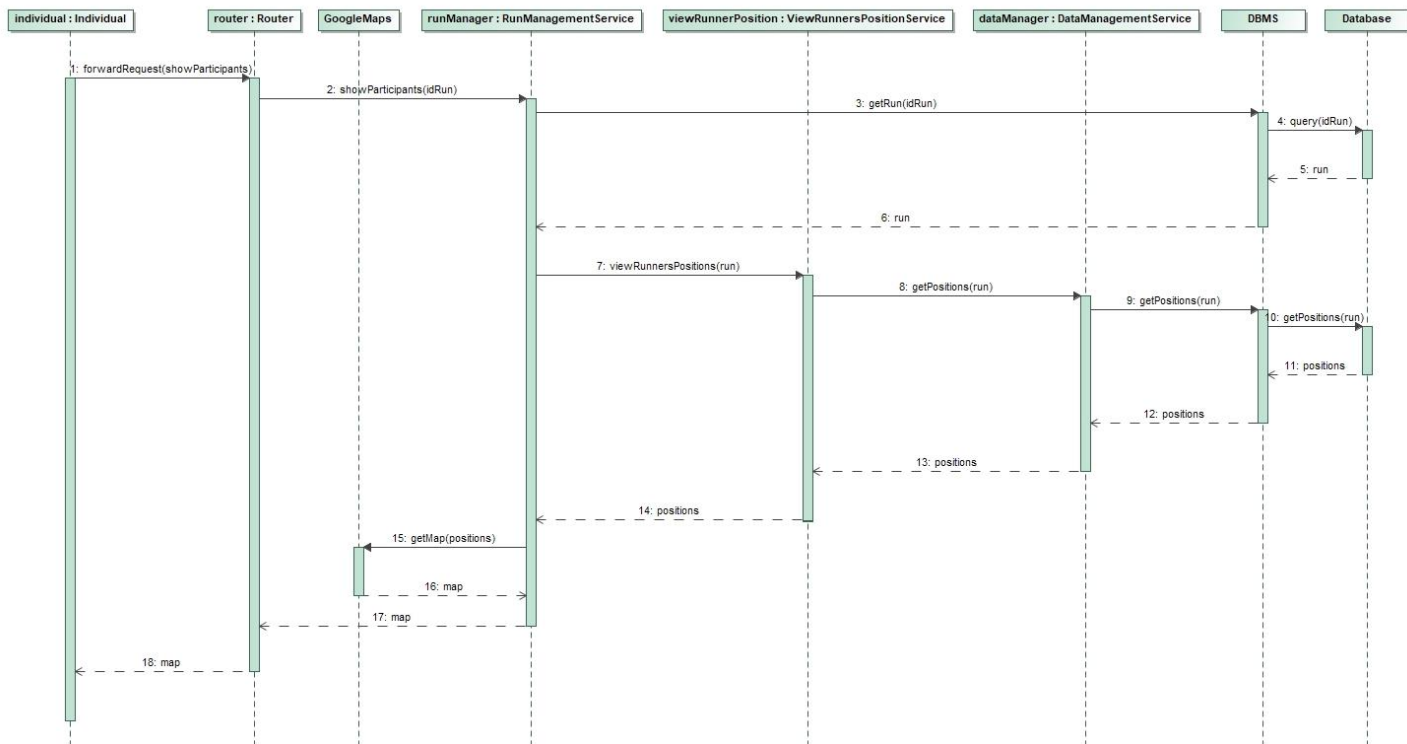 individual : Individual
router : Router
GoogleMaps
runManager : RunManagementService
viewRunnerPosition : ViewRunnersPositionService
dataManager : DataManagementService
DBMS
Database
1: forwardRequest(showParticipants)
2: showParticipants(idRun)
3: getRun(idRun)
4: query(idRun)
5: run
6: run
7: viewRunnersPositions(run)
8: getPositions(run)
9: getPositions(run)
10: getPositions(run)
11: positions
12: positions
13: positions
14: positions
15: getMap(positions)
16: map
17: map
18: map